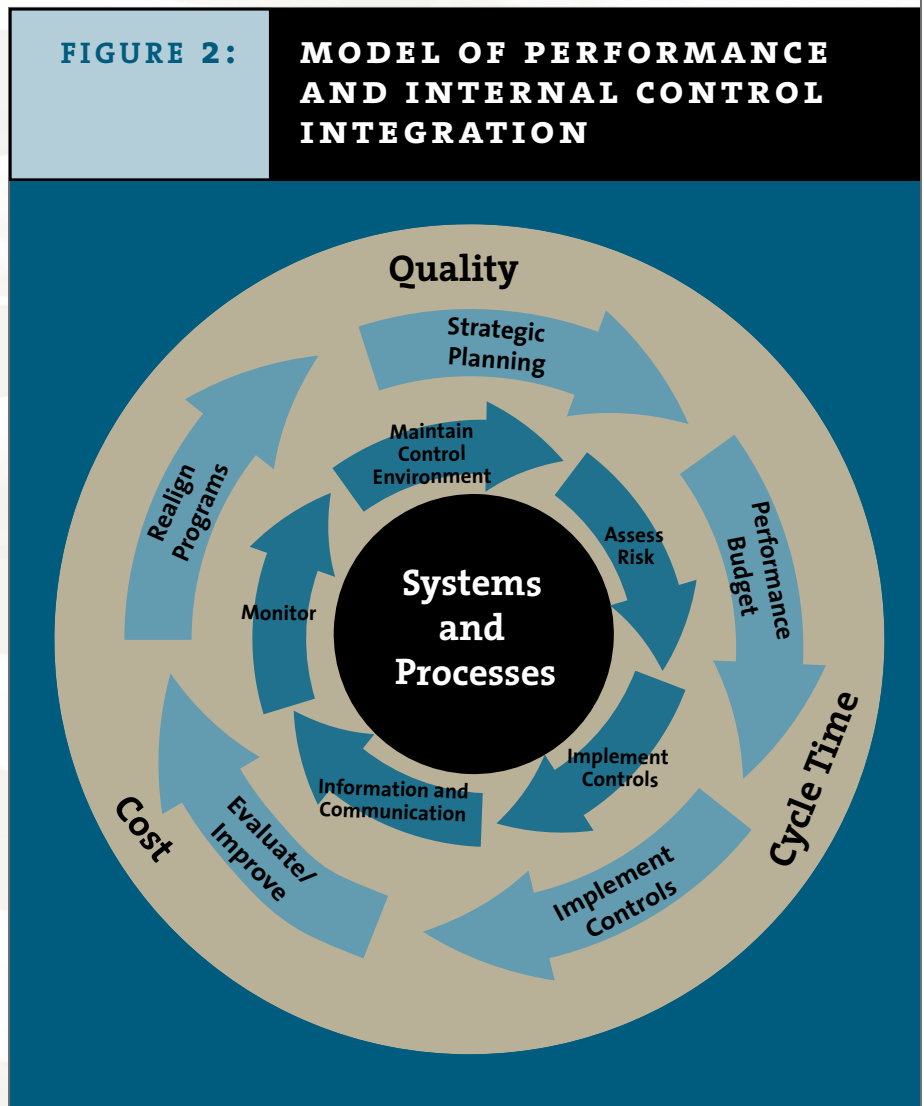 FIGURE 2:
MODEL OF PERFORMANCE
AND INTERNAL CONTROL
INTEGRATION
Quality
Strategic
Planning
Performance
Budget
Cycle Time
Implement
Controls
Evaluate/
Improve
Cost
Realign
Programs
Maintain
Control
Environment
Assess
Risk
Implement
Controls
Information and
Communication
Monitor
Systems
and
Processes